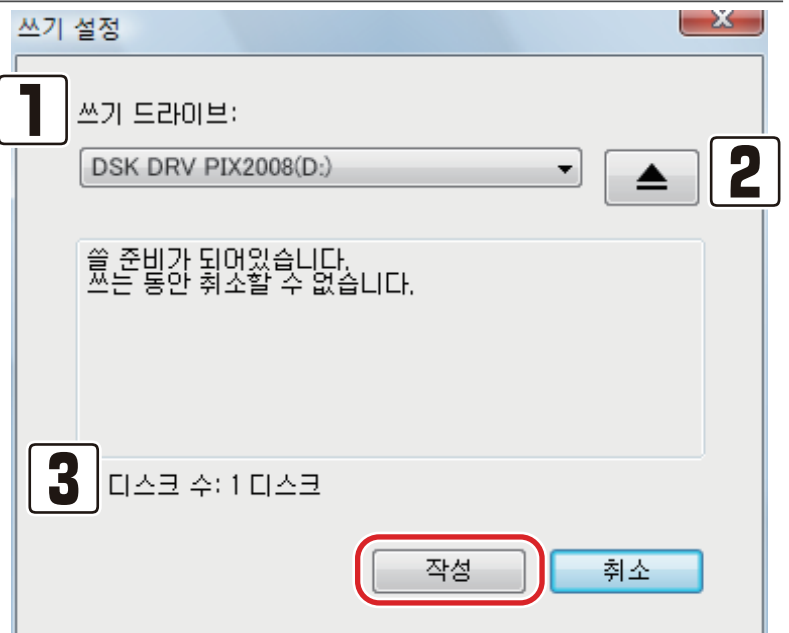 쓰기 설정
1
쓰기 드라이브:
DSK DRV PIX2008(D:)
2
쓸 준비가 되어있습니다.
쓰는 동안 취소할 수 없습니다.
3
디스크 수: 1 디스크
작성
취소